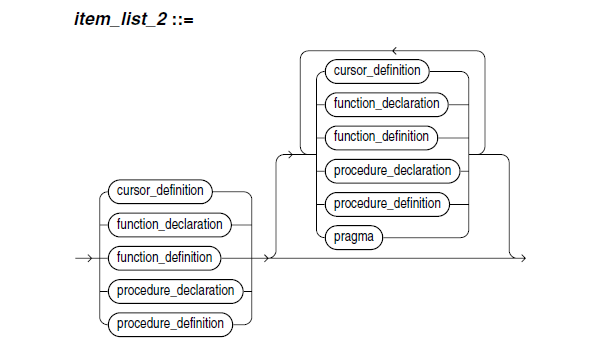 item_list_2 ::=
cursor_definition
function_declaration
function_definition
procedure_declaration
procedure_definition
pragma
cursor_definition
function_declaration
function_definition
procedure_declaration
procedure_definition